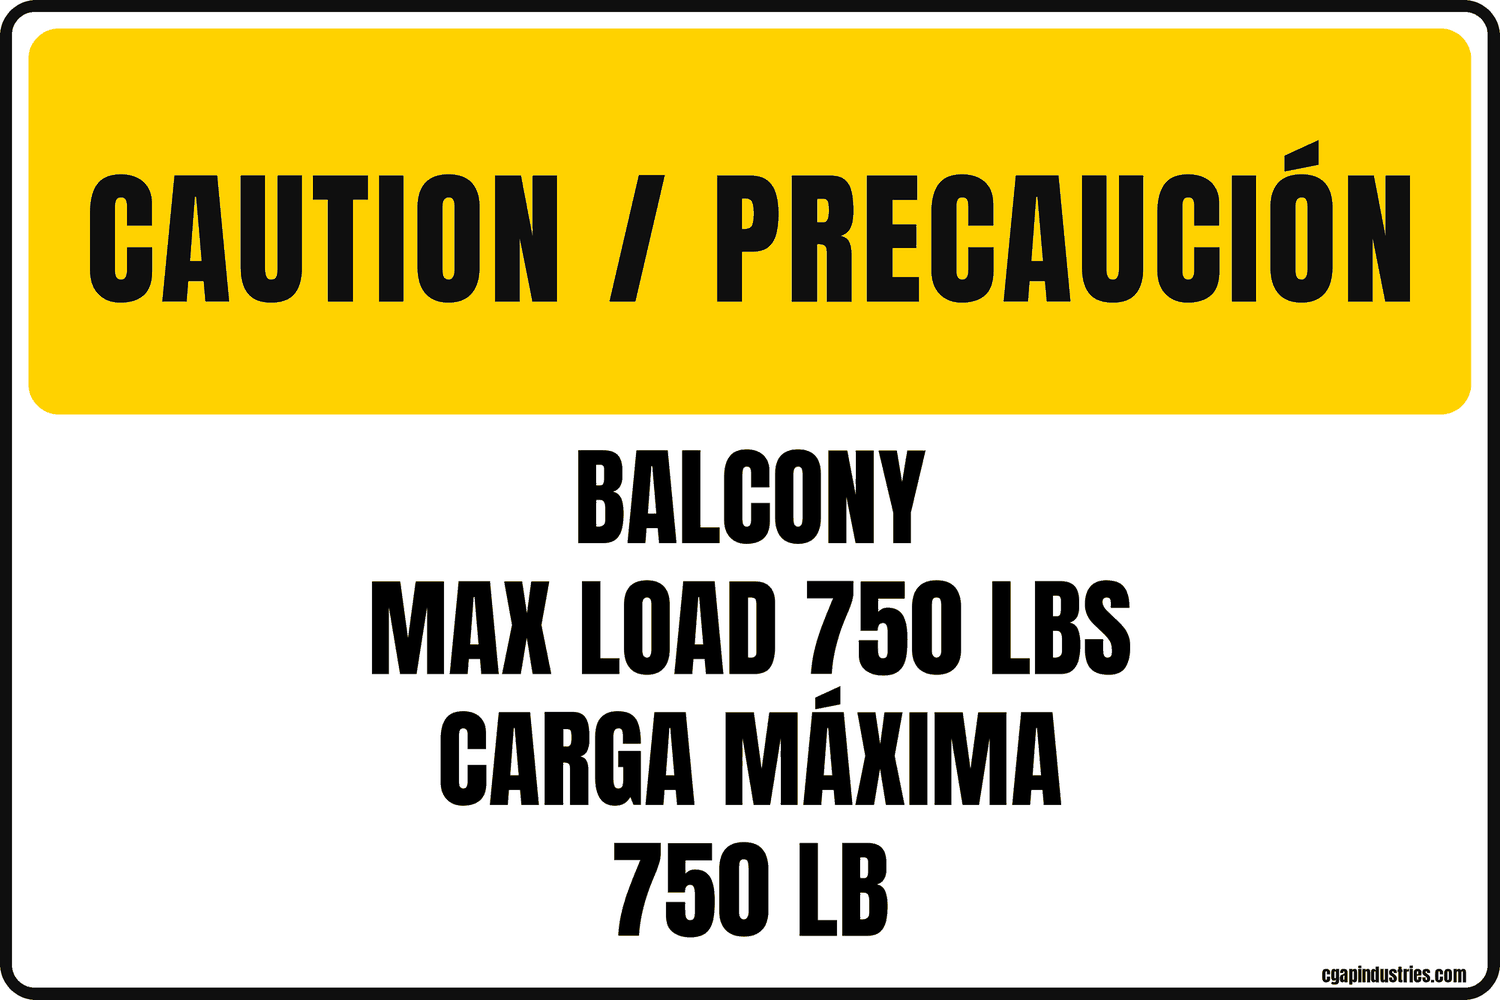 CAUTION / PRECAUCIÓN
BALCONY
MAX LOAD 750 LBS
CARGA MÁXIMA
750 LB
cgapindustries.com